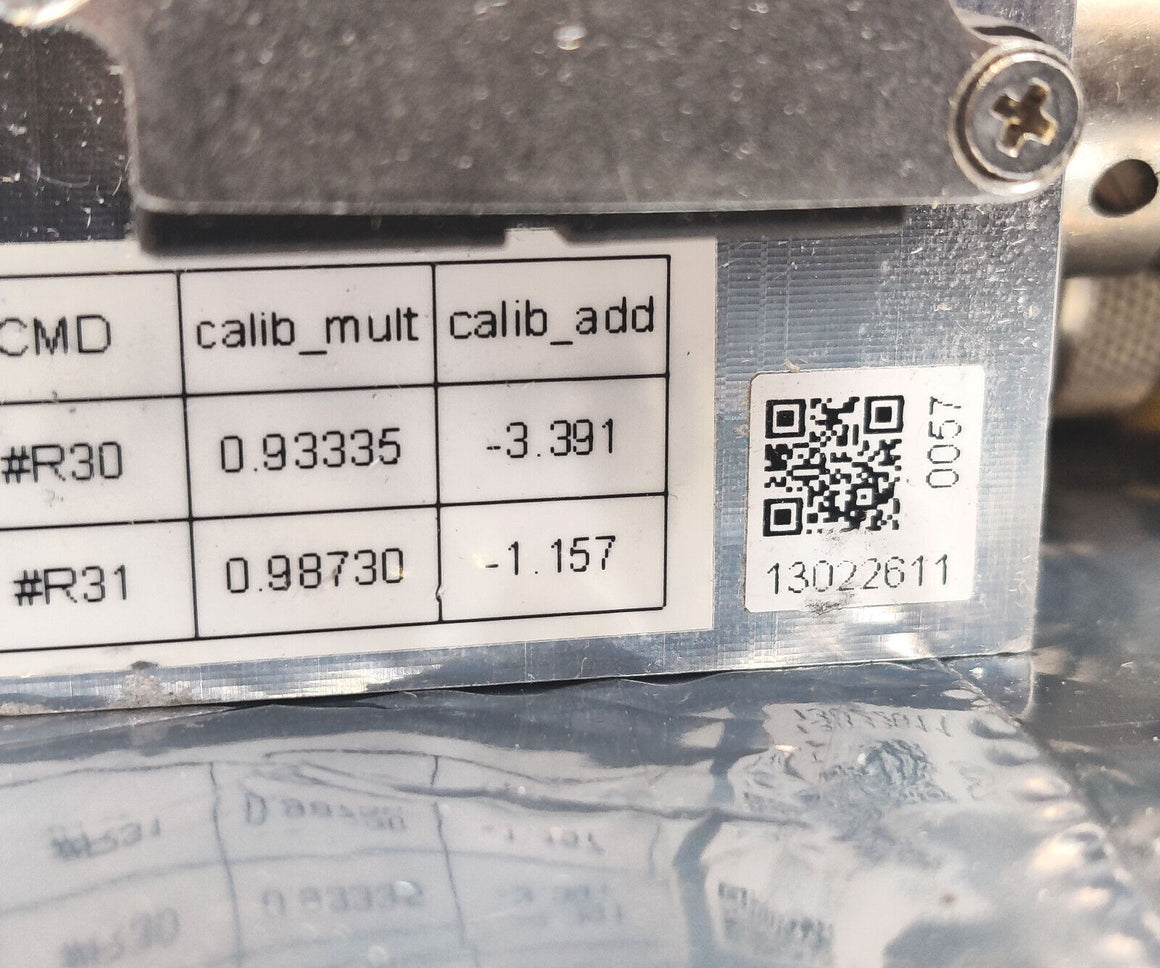 CMD calib_mult calib_add
#R30 0.93335 -3.391
#R31 0.98730 -1.157
0057
13022611